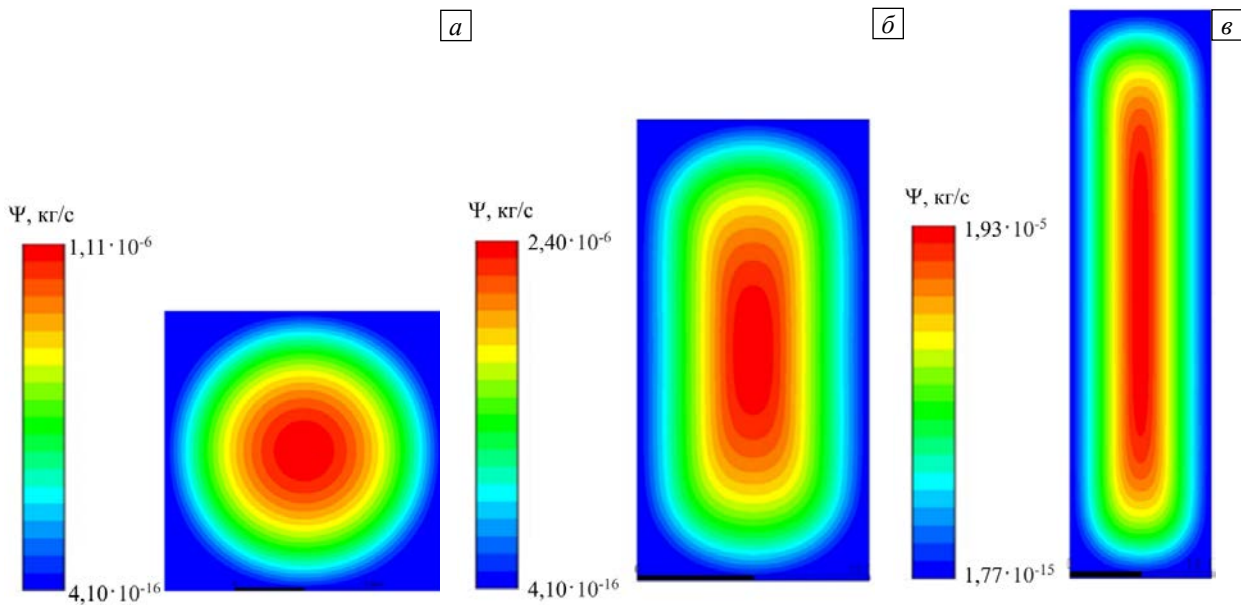 а
б
в
Ψ, кг/с
1,11·10-6
4,10·10-16
Ψ, кг/с
2,40·10-6
4,10·10-16
Ψ, кг/с
1,93·10-5
1,77·10-15